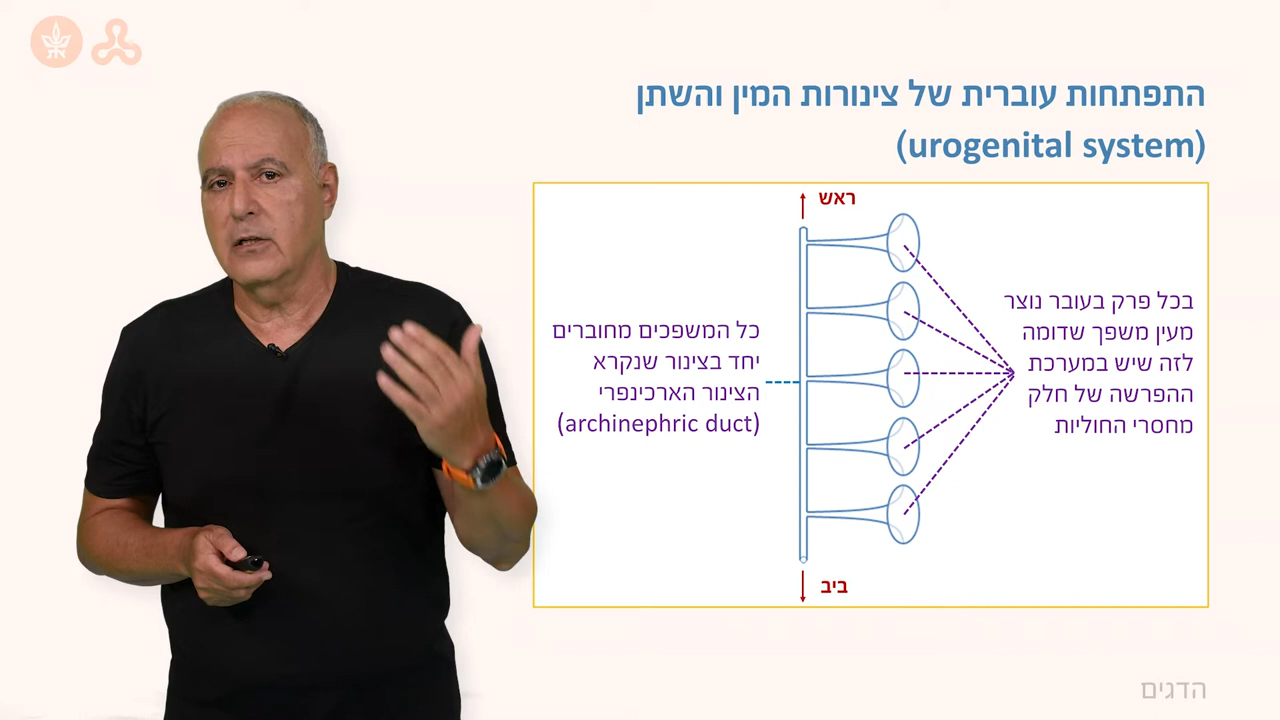 התפתחות עוברית של צינורות המין והשתן
(urogenital system)
ראש
בכל פרק בעובר נוצר
מעין משפך שדומה
לזה שיש במערכת
ההפרשה של חלק
מחסרי החוליות
כל המשפכים מחוברים
יחד בצינור שנקרא
הצינור הארכינפרי
(archinephric duct)
ביב
הדגים